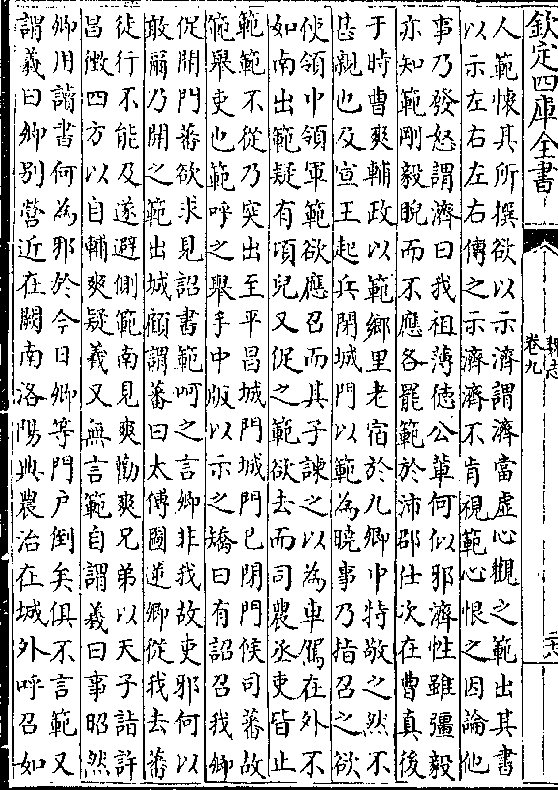 欽定四庫全書
魏志
卷九
二六
人範懷其所撰欲以示濟謂濟當虛心觀之範出其書
以示左右左右傳之示濟濟不肯視範心恨之因論他
事乃發怒謂濟曰我祖薄德公輩何似邪濟性雖彊毅
亦知範剛毅睨而不應各罷範於沛郡仕次在曹真後
于時曹爽輔政以範鄉里老宿於九卿中特敬之然不
甚親也及宣王起兵閉城門以範為曉事乃指召之欲
使領中領軍範欲應召而其子諫之以為車駕在外不
如南出範疑有頃兒又促之範欲去而司農丞吏皆止
範範不從乃突出至平昌城門城門已閉門候司蕃故
範舉吏也範呼之舉手中版以示之矯曰有詔召我卿
促開門蕃欲求見詔書範呵之言卿非我故吏邪何以
敢爾乃開之範出城顧謂蕃曰太傅圖逆卿從我去蕃
徒行不能及遂避側範南見爽勸爽兄弟以天子詣許
昌徵四方以自輔爽疑羲又無言範自謂羲曰事昭然
卿用讀書何為邪於今日卿等門戶倒矣俱不言範又
謂羲曰卿別營近在闕南洛陽典農治在城外呼召如